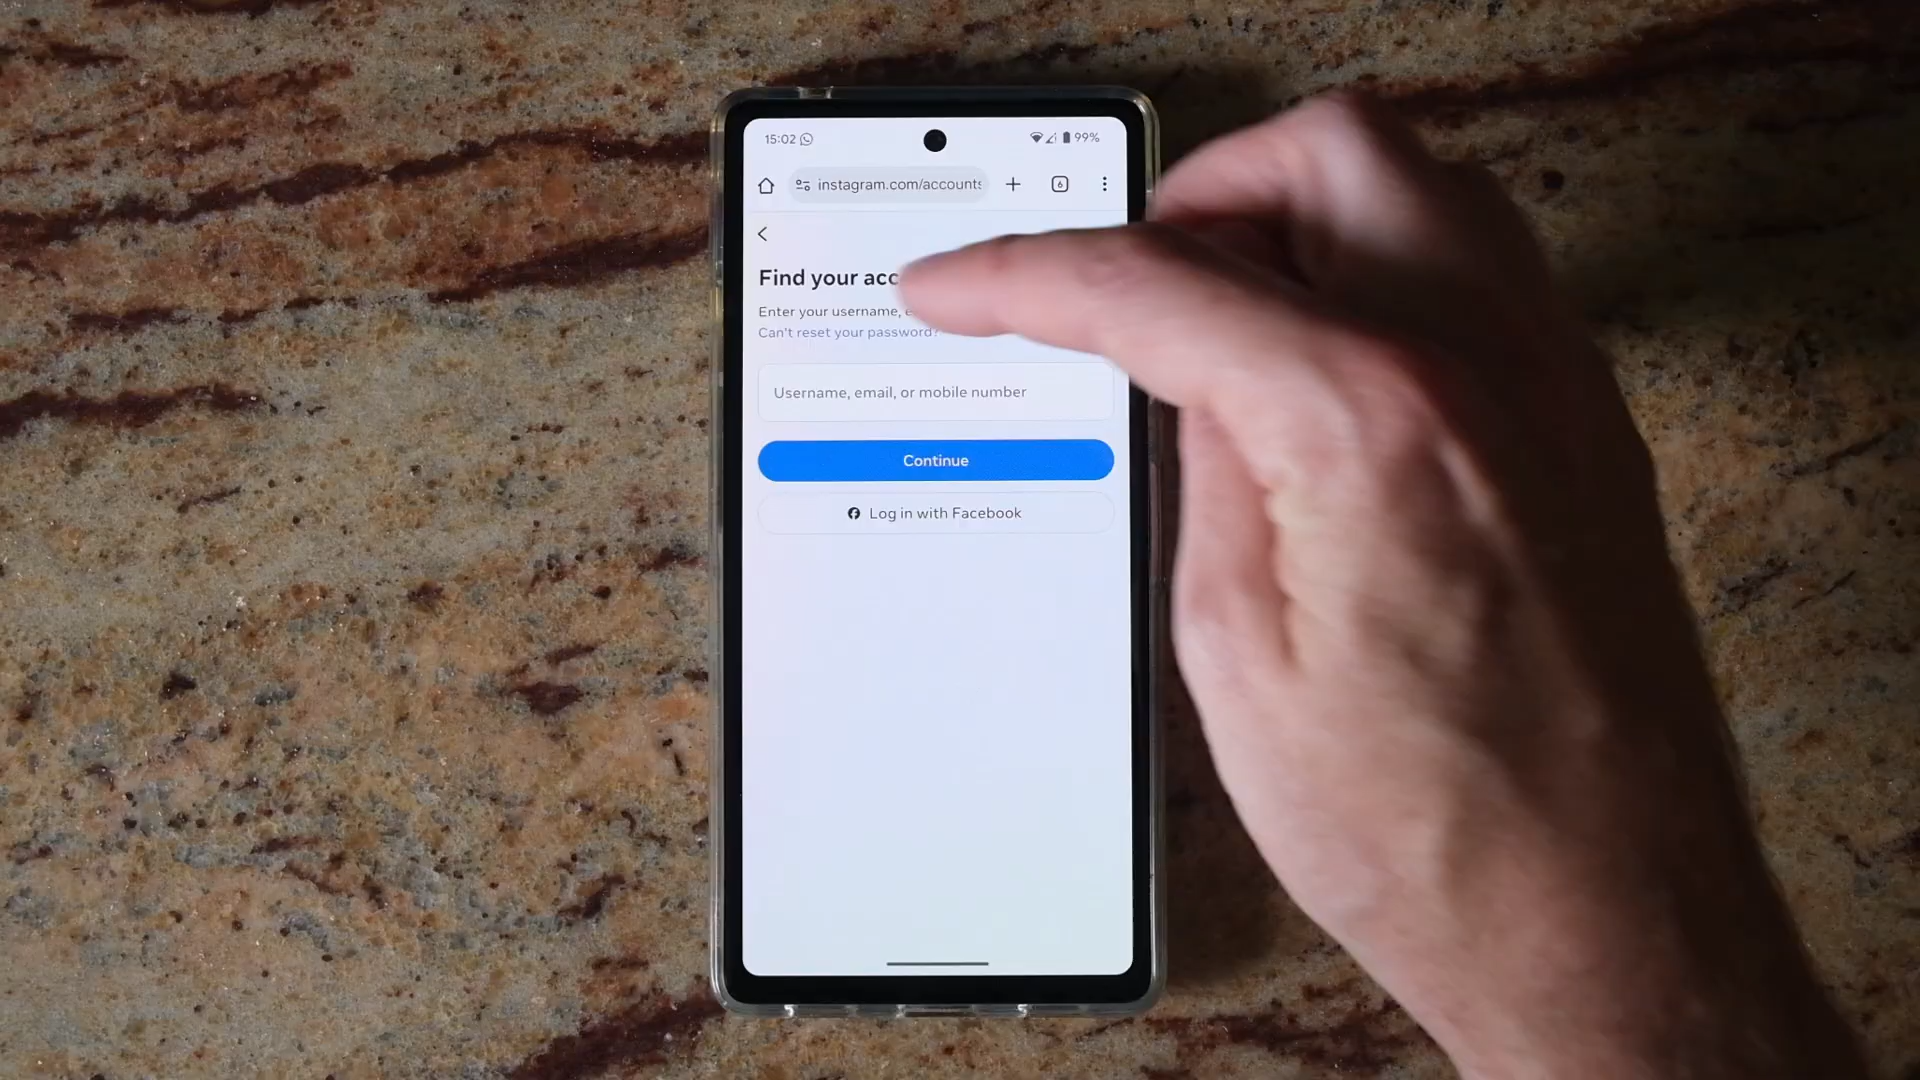 15:02
99%
instagram.com/accounts
6
Find your acc
Enter your username,
Can't reset your password?
Username, email, or mobile number
Continue
Log in with Facebook